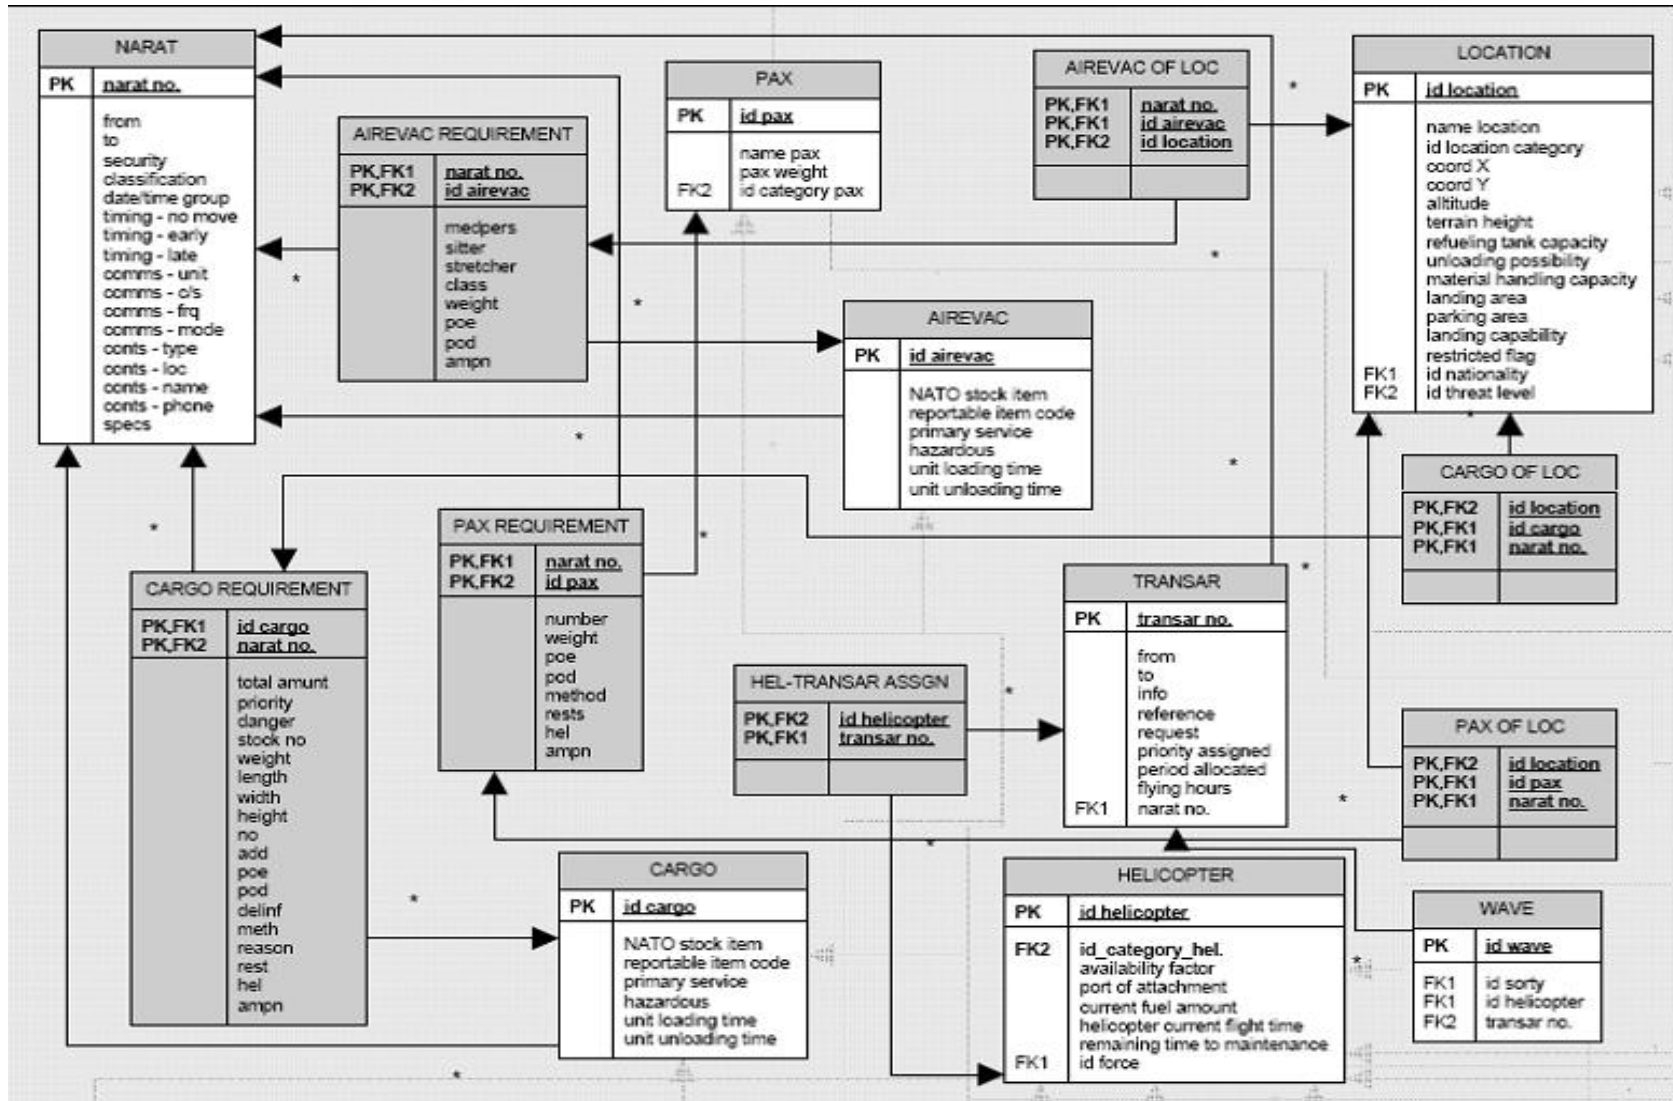 NARAT
PK narat no.
from
to
security
classification
date/time group
timing - no move
timing - early
timing - late
comms - unit
comms - c/s
comms - frq
comms - mode
conts - type
conts - loc
conts - name
conts - phone
specs
AIREVAC REQUIREMENT
PK,FK1 narat no.
PK,FK2 id airevac
medpers
sitter
stretcher
class
weight
poe
pod
ampn
PAX
PK id pax
name pax
pax weight
FK2 id category pax
AIREVAC OF LOC
PK,FK1 narat no.
PK,FK1 id airevac
PK,FK2 id location
LOCATION
PK id location
name location
id location category
coord X
coord Y
alltitude
terrain height
refueling tank capacity
unloading possibility
material handling capacity
landing area
parking area
landing capability
restricted flag
FK1 id nationality
FK2 id threat level
AIREVAC
PK id airevac
NATO stock item
reportable item code
primary service
hazardous
unit loading time
unit unloading time
CARGO OF LOC
PK,FK2 id location
PK,FK1 id cargo
PK,FK1 narat no.
PAX REQUIREMENT
PK,FK1 narat no.
PK,FK2 id pax
number
weight
poe
pod
method
rests
hel
ampn
CARGO REQUIREMENT
PK,FK1 id cargo
PK,FK2 narat no.
total amunt
priority
danger
stock no
weight
length
width
height
no
add
poe
pod
delinf
meth
reason
rest
hel
ampn
TRANSAR
PK transar no.
from
to
info
reference
request
priority assigned
period allocated
flying hours
FK1 narat no.
HEL-TRANSAR ASSGN
PK,FK2 id helicopter
PK,FK1 transar no.
PAX OF LOC
PK,FK2 id location
PK,FK1 id pax
PK,FK1 narat no.
CARGO
PK id cargo
NATO stock item
reportable item code
primary service
hazardous
unit loading time
unit unloading time
HELICOPTER
PK id helicopter
FK2 id_category_hel.
availability factor
port of attachment
current fuel amount
helicopter current flight time
remaining time to maintenance
FK1 id force
WAVE
PK id wave
FK1 id sorty
FK1 id helicopter
FK2 transar no.